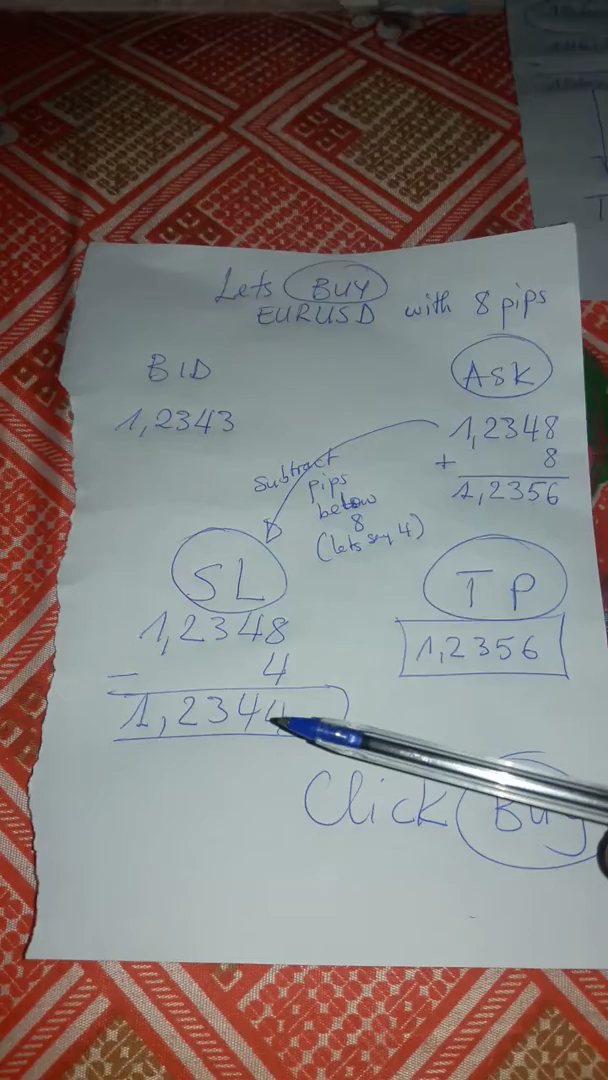 Lets BUY
EURUSD with 8 pips
BID
1,2343
ASK
1,2348
+ 8
1,2356
Subtract
pips
below
8
(lets say 4)
SL
1,2348
- 4
1,2344
TP
1,2356
Click Buy